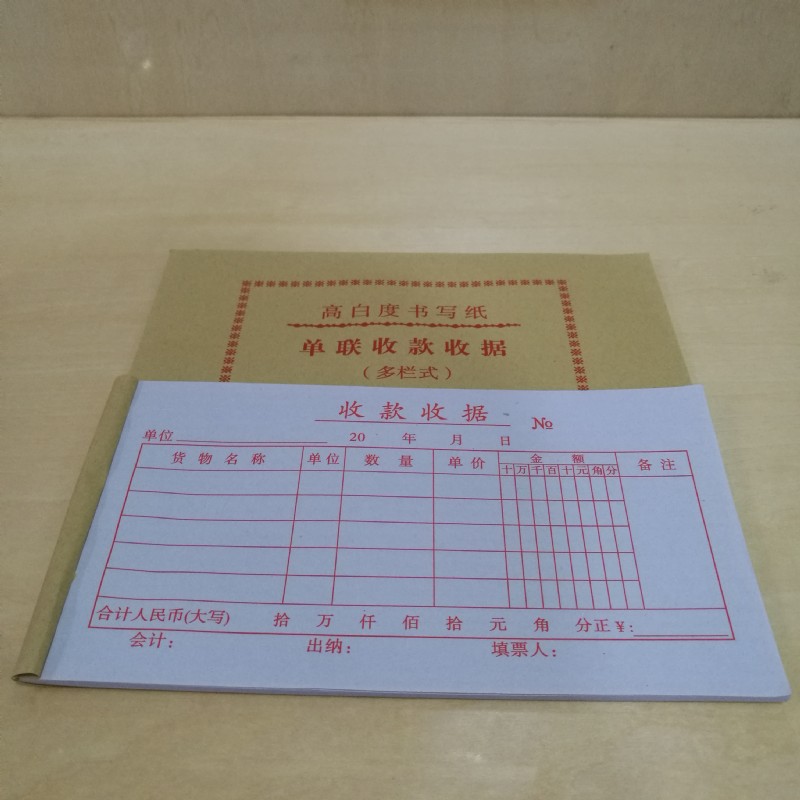 高白度书写纸
单联收款收据
（多栏式）
收款收据 №
单位 20 年 月 日
货物名称 单位 数量 单价 金额 备注
十万千百十元角分
合计人民币(大写) 拾 万 仟 佰 拾 元 角 分正￥:
会计: 出纳: 填票人: